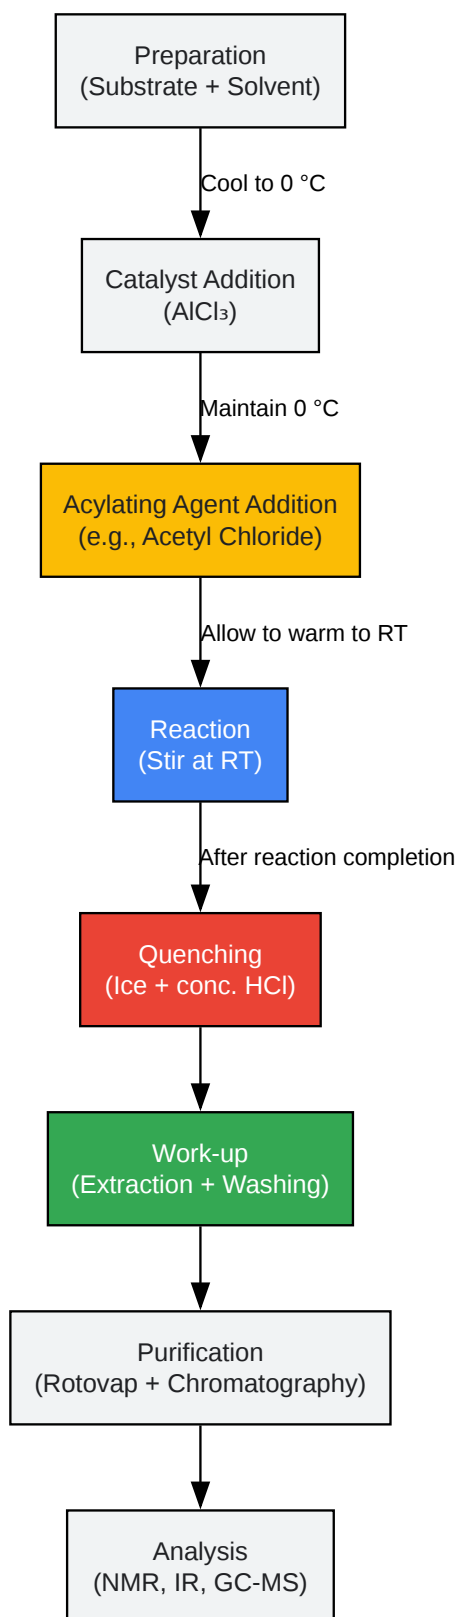 Preparation
(Substrate + Solvent)
Cool to 0 °C
Catalyst Addition
(AlCl₃)
Maintain 0 °C
Acylating Agent Addition
(e.g., Acetyl Chloride)
Allow to warm to RT
Reaction
(Stir at RT)
After reaction completion
Quenching
(Ice + conc. HCl)
Work-up
(Extraction + Washing)
Purification
(Rotovap + Chromatography)
Analysis
(NMR, IR, GC-MS)